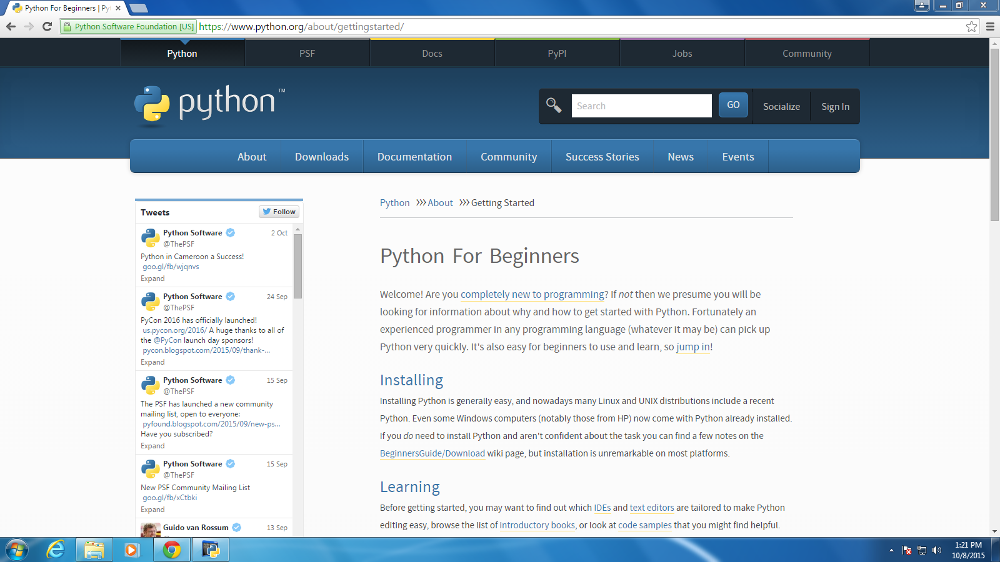 Python For Beginners | Py
Python Software Foundation [US] https://www.python.org/about/gettingstarted/
Python PSF Docs PyPI Jobs Community
python™
Search GO Socialize Sign In
About Downloads Documentation Community Success Stories News Events
Tweets Follow
Python Software 2 Oct
@ThePSF
Python in Cameroon a Success!
goo.gl/fb/wjqnvs
Expand
Python Software 24 Sep
@ThePSF
PyCon 2016 has officially launched!
us.pycon.org/2016/ A huge thanks to all of
the @PyCon launch day sponsors!
pycon.blogspot.com/2015/09/thank-...
Expand
Python Software 15 Sep
@ThePSF
The PSF has launched a new community
mailing list, open to everyone:
pyfound.blogspot.com/2015/09/new-ps...
Have you subscribed?
Expand
Python Software 15 Sep
@ThePSF
New PSF Community Mailing List
goo.gl/fb/xCtbki
Expand
Guido van Rossum 13 Sep
Python >>> About >>> Getting Started
Python For Beginners
Welcome! Are you completely new to programming? If not then we presume you will be
looking for information about why and how to get started with Python. Fortunately an
experienced programmer in any programming language (whatever it may be) can pick up
Python very quickly. It's also easy for beginners to use and learn, so jump in!
Installing
Installing Python is generally easy, and nowadays many Linux and UNIX distributions include a recent
Python. Even some Windows computers (notably those from HP) now come with Python already installed.
If you do need to install Python and aren't confident about the task you can find a few notes on the
BeginnersGuide/Download wiki page, but installation is unremarkable on most platforms.
Learning
Before getting started, you may want to find out which IDEs and text editors are tailored to make Python
editing easy, browse the list of introductory books, or look at code samples that you might find helpful.
1:21 PM
10/8/2015